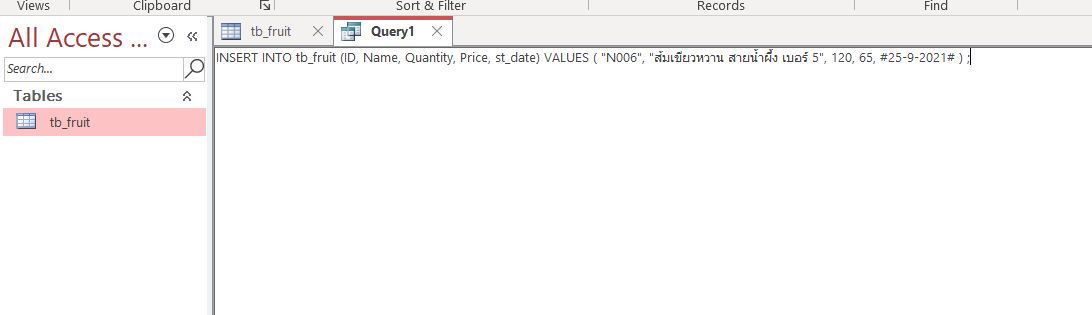 Views Clipboard Sort & Filter Records Find
All Access ...
tb_fruit Query1
Search...
Tables
tb_fruit
INSERT INTO tb_fruit (ID, Name, Quantity, Price, st_date) VALUES ( "N006", "ส้มเขียวหวาน สายน้ำผึ้ง เบอร์ 5", 120, 65, #25-9-2021# ) ;